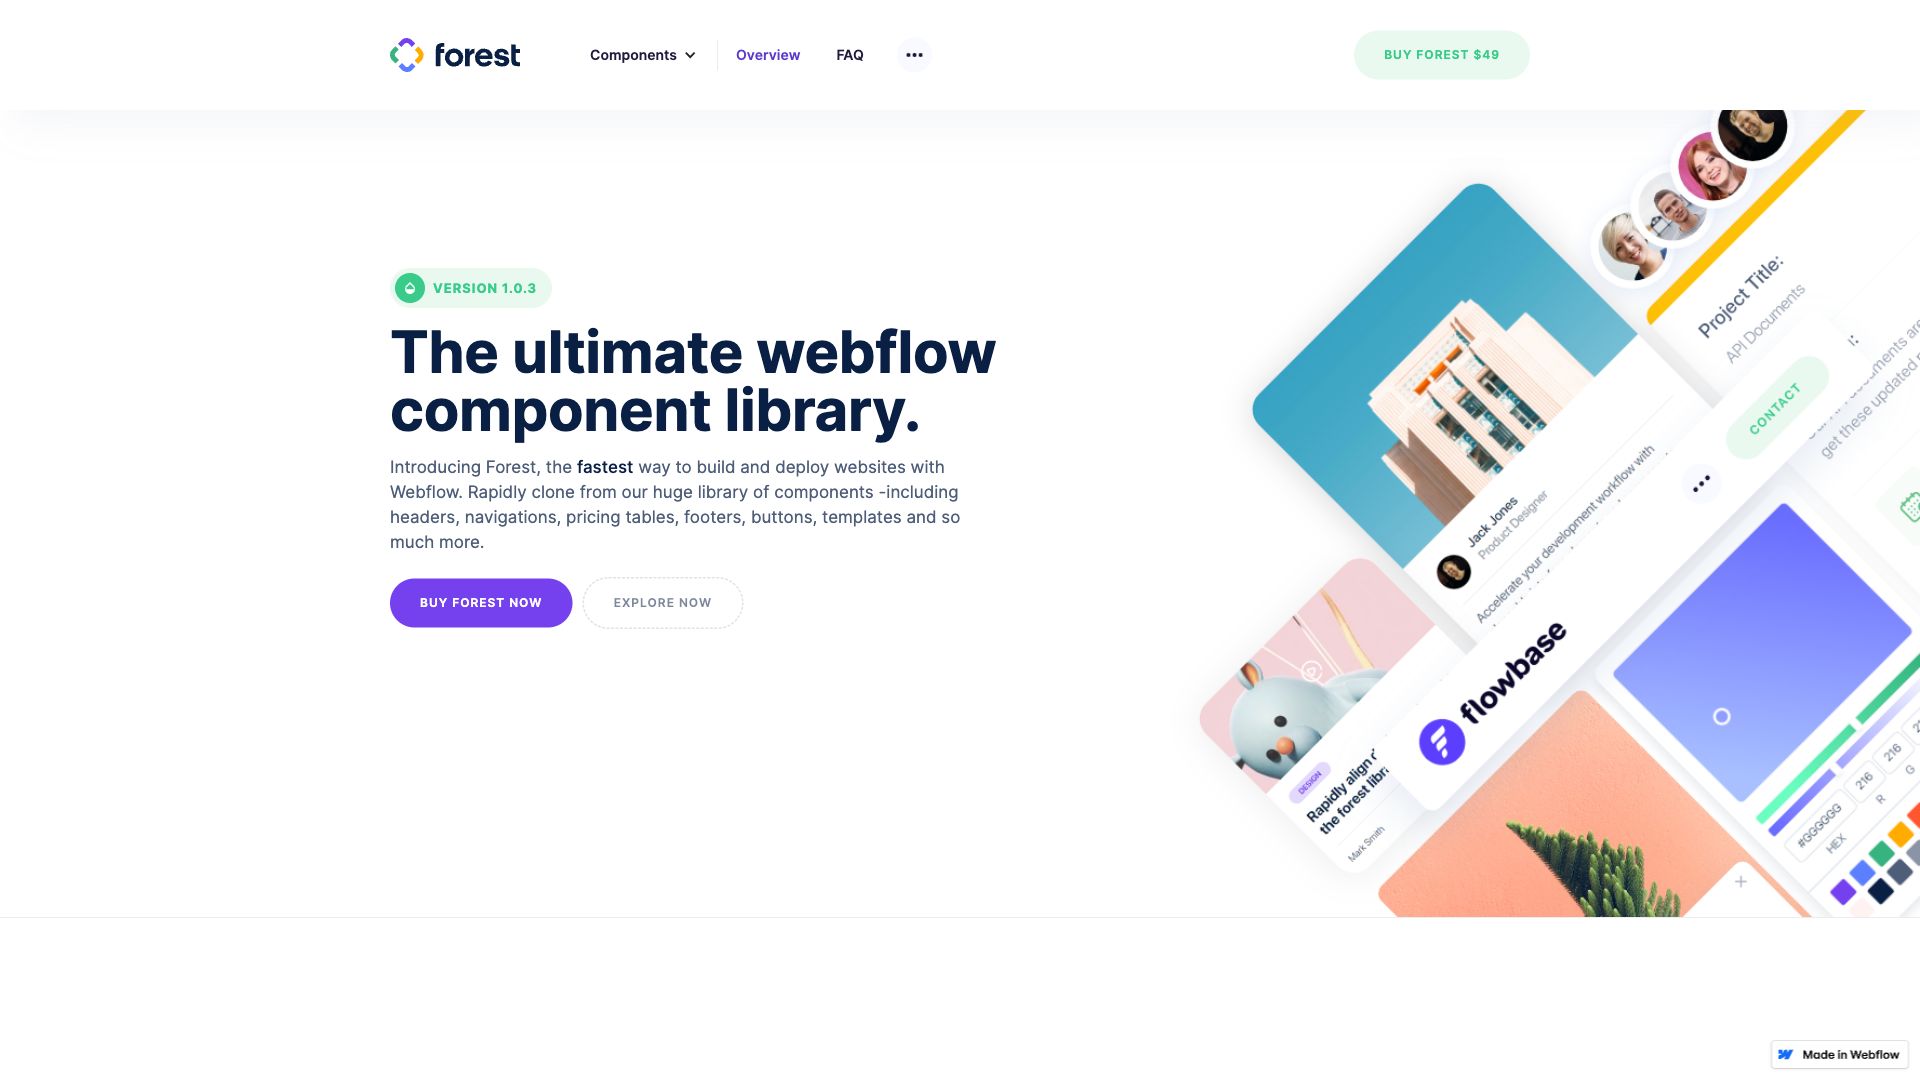 forest
Components
Overview
FAQ
BUY FOREST $49
VERSION 1.0.3
The ultimate webflow
component library.
Introducing Forest, the fastest way to build and deploy websites with
Webflow. Rapidly clone from our huge library of components -including
headers, navigations, pricing tables, footers, buttons, templates and so
much more.
BUY FOREST NOW
EXPLORE NOW
Project Title:
API Documents
get these updated
CONTACT
Jack Jones
Product Designer
Accelerate your development workflow with
flowbase
DESIGN
Rapidly align
the forest
Mark Smith
#GGGGGG
216
216
HEX
R
G
Made in Webflow